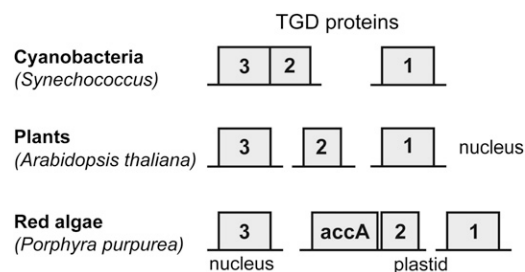 TGD proteins
Cyanobacteria
(Synechococcus)
3 2 1
Plants
(Arabidopsis thaliana)
3 2 1 nucleus
Red algae
(Porphyra purpurea)
3 accA 2 1
nucleus plastid